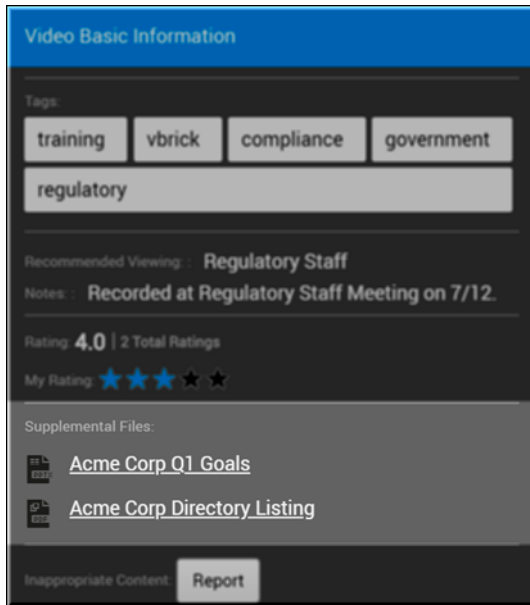 Video Basic Information
Tags:
training vbrick compliance government
regulatory
Recommended Viewing: : Regulatory Staff
Notes: : Recorded at Regulatory Staff Meeting on 7/12.
Rating: 4.0 | 2 Total Ratings
My Rating:
Supplemental Files:
Acme Corp Q1 Goals
Acme Corp Directory Listing
Inappropriate Content: Report